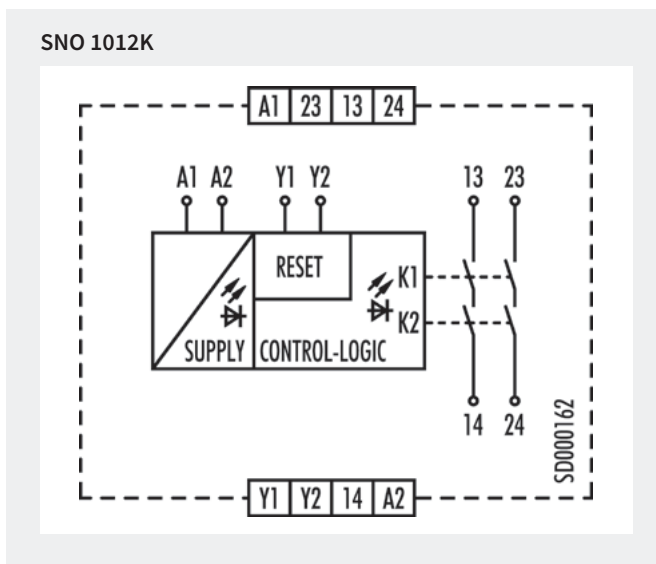 SNO 1012K
A1 23 13 24
A1 A2 Y1 Y2 13 23
RESET
K1
K2
SUPPLY CONTROL-LOGIC
14 24
SD000162
Y1 Y2 14 A2